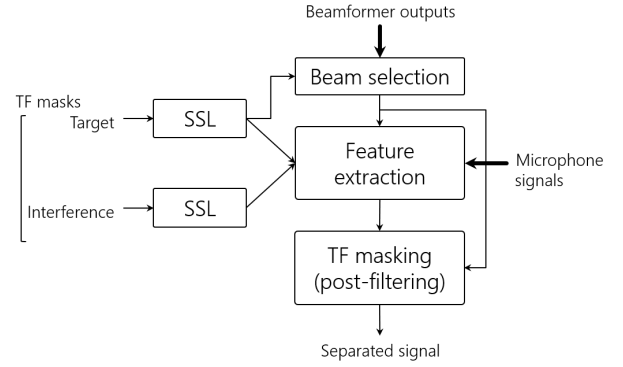 Beamformer outputs
Beam selection
TF masks
Target
SSL
Feature
extraction
Microphone
signals
Interference
SSL
TF masking
(post-filtering)
Separated signal